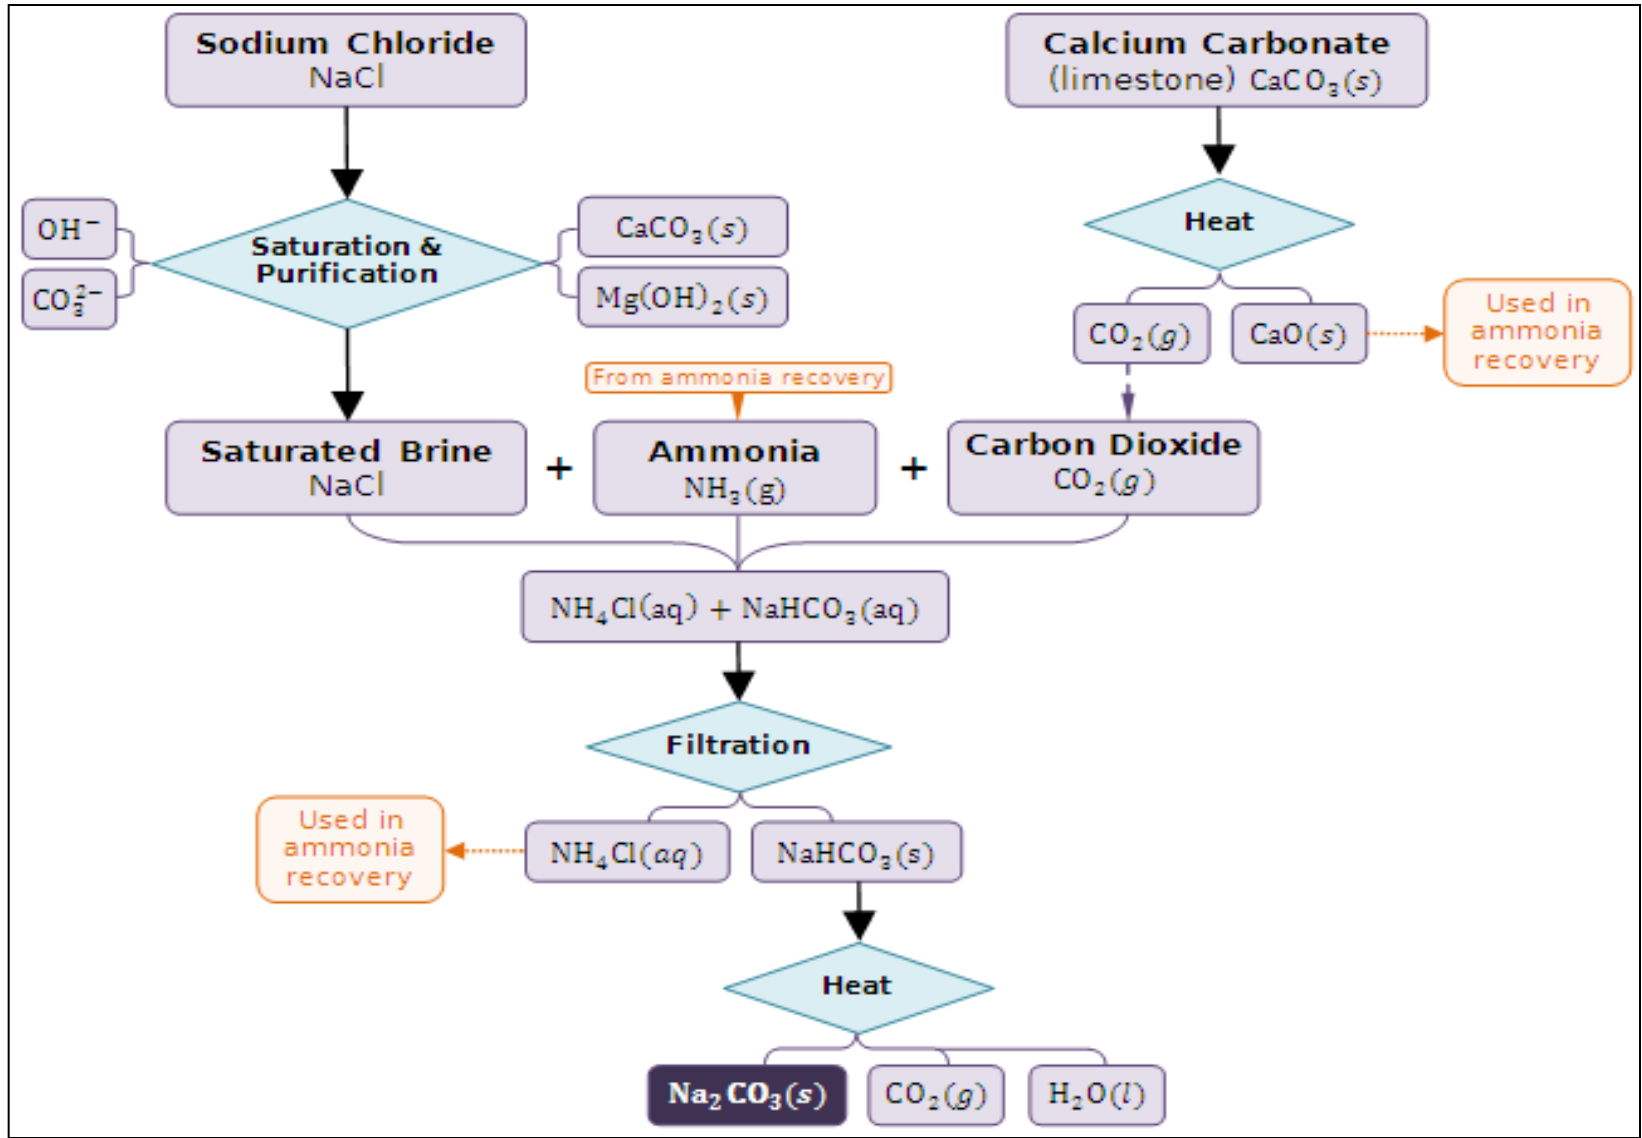 Sodium Chloride
NaCl
Calcium Carbonate
(limestone) CaCO₃(s)
OH⁻
CO₃²⁻
Saturation &
Purification
CaCO₃(s)
Mg(OH)₂(s)
Heat
CO₂(g)
CaO(s)
Used in
ammonia
recovery
From ammonia recovery
Saturated Brine
NaCl
+
Ammonia
NH₃(g)
+
Carbon Dioxide
CO₂(g)
NH₄Cl(aq) + NaHCO₃(aq)
Filtration
Used in
ammonia
recovery
NH₄Cl(aq)
NaHCO₃(s)
Heat
Na₂CO₃(s)
CO₂(g)
H₂O(l)